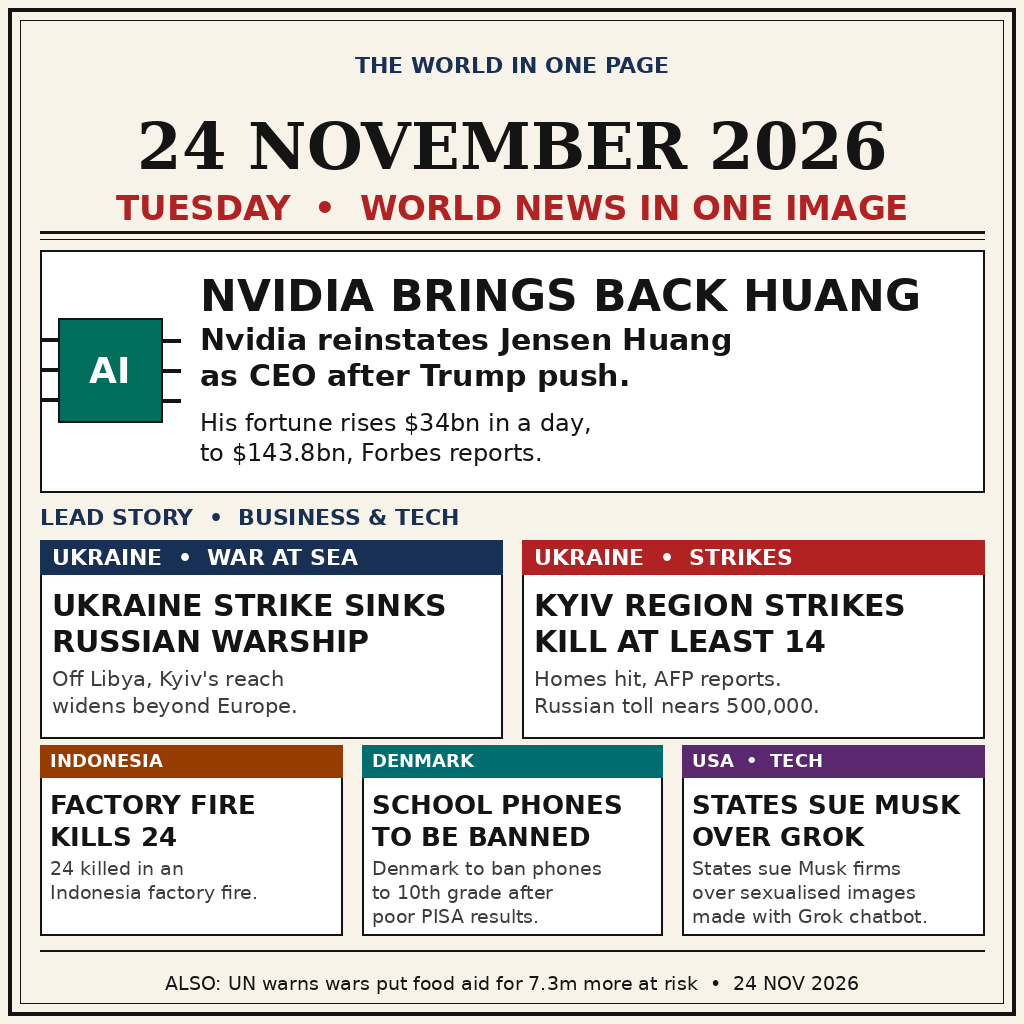 THE WORLD IN ONE PAGE
24 NOVEMBER 2026
TUESDAY • WORLD NEWS IN ONE IMAGE
AI
NVIDIA BRINGS BACK HUANG
Nvidia reinstates Jensen Huang
as CEO after Trump push.
His fortune rises $34bn in a day,
to $143.8bn, Forbes reports.
LEAD STORY • BUSINESS & TECH
UKRAINE • WAR AT SEA
UKRAINE STRIKE SINKS
RUSSIAN WARSHIP
Off Libya, Kyiv's reach
widens beyond Europe.
UKRAINE • STRIKES
KYIV REGION STRIKES
KILL AT LEAST 14
Homes hit, AFP reports.
Russian toll nears 500,000.
INDONESIA
FACTORY FIRE
KILLS 24
24 killed in an
Indonesia factory fire.
DENMARK
SCHOOL PHONES
TO BE BANNED
Denmark to ban phones
to 10th grade after
poor PISA results.
USA • TECH
STATES SUE MUSK
OVER GROK
States sue Musk firms
over sexualised images
made with Grok chatbot.
ALSO: UN warns wars put food aid for 7.3m more at risk • 24 NOV 2026